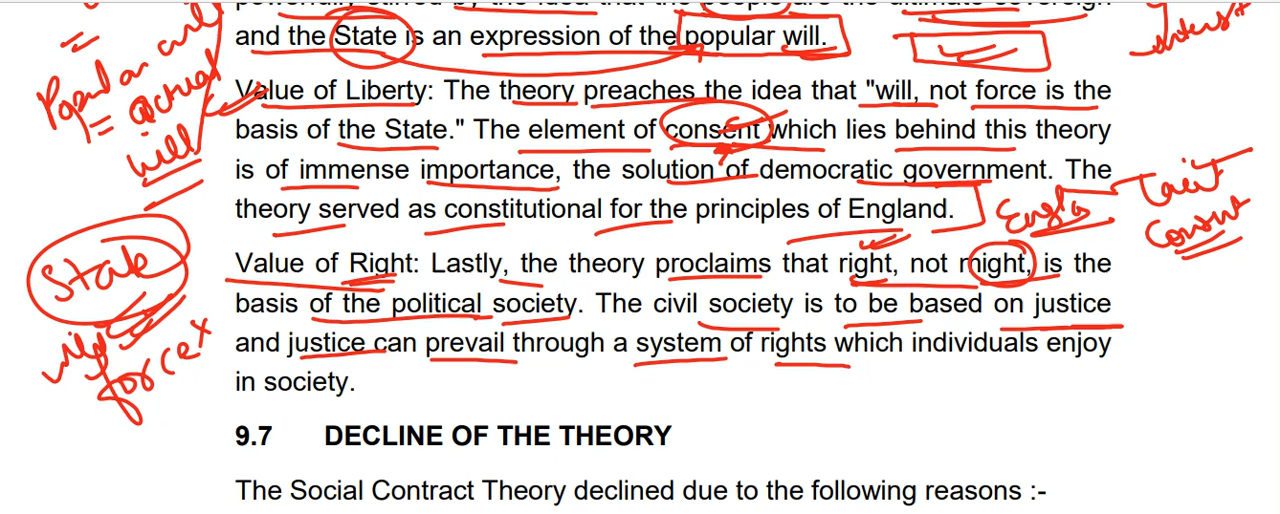 and the State is an expression of the popular will.
Value of Liberty: The theory preaches the idea that "will, not force is the
basis of the State." The element of consent which lies behind this theory
is of immense importance, the solution of democratic government. The
theory served as constitutional for the principles of England.
Value of Right: Lastly, the theory proclaims that right, not might, is the
basis of the political society. The civil society is to be based on justice
and justice can prevail through a system of rights which individuals enjoy
in society.
9.7 DECLINE OF THE THEORY
The Social Contract Theory declined due to the following reasons :-
= actual
will
State
will
force x
Tacit